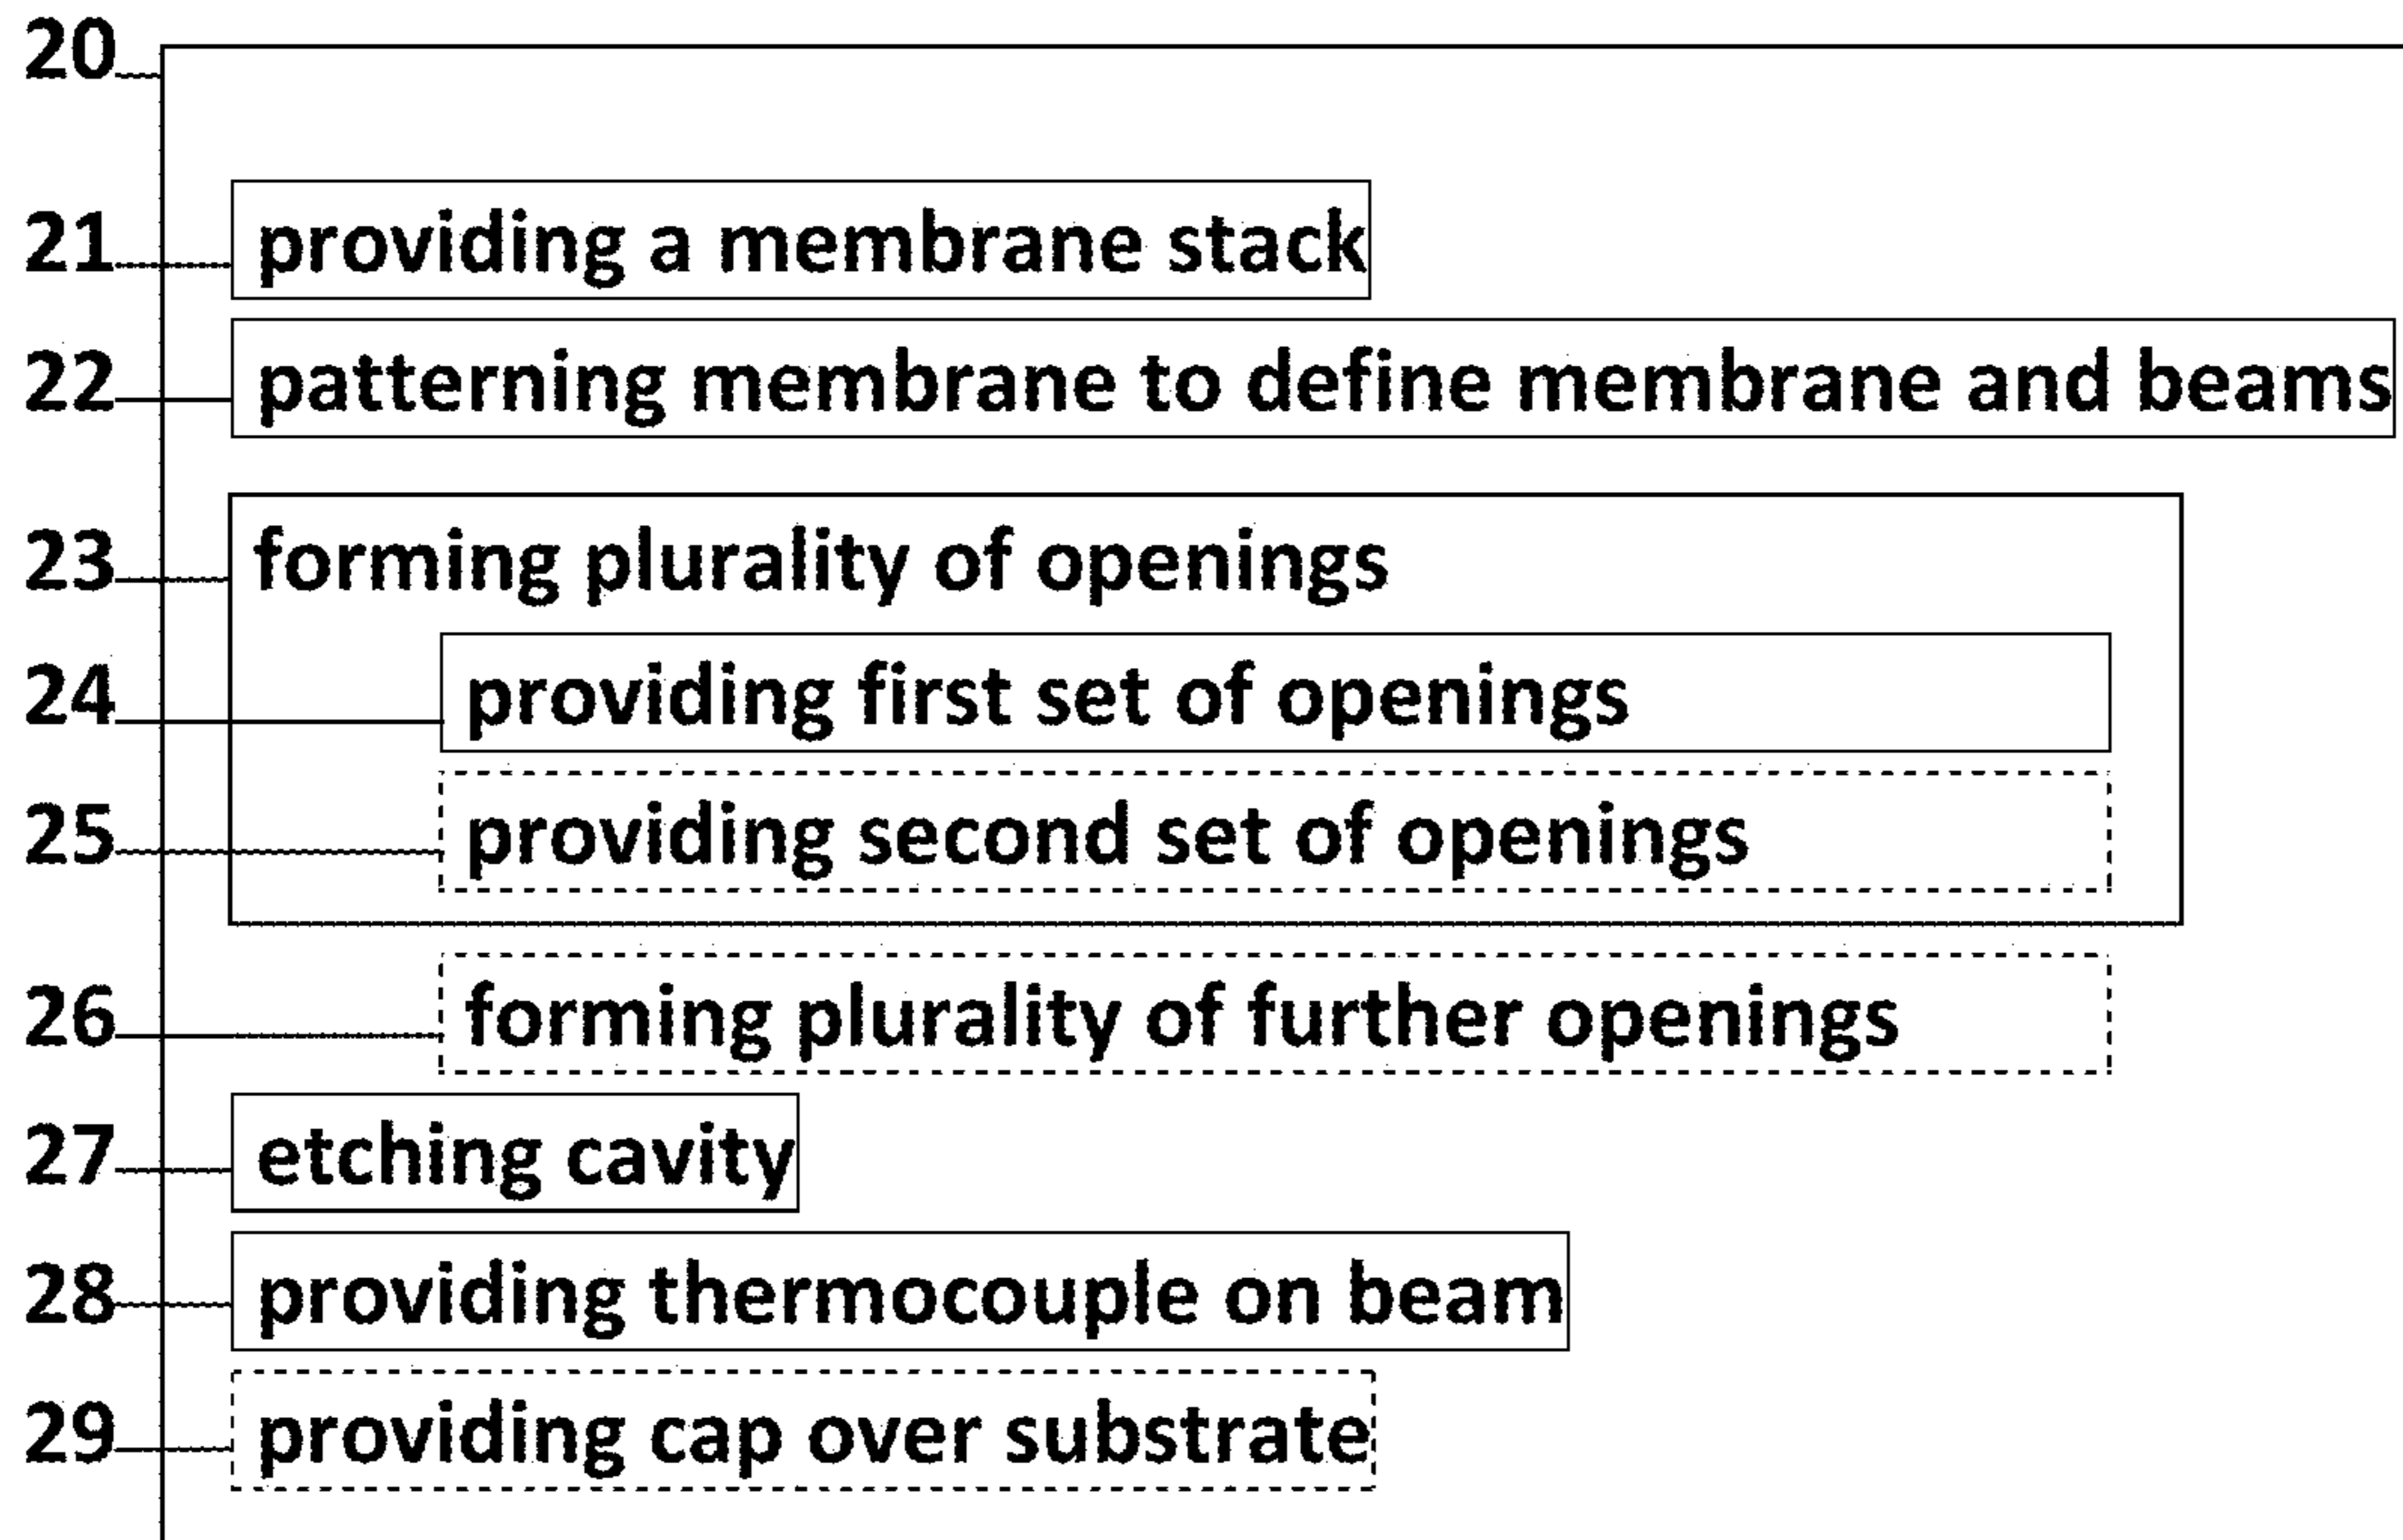 20
21 providing a membrane stack
22 patterning membrane to define membrane and beams
23 forming plurality of openings
24 providing first set of openings
25 providing second set of openings
26 forming plurality of further openings
27 etching cavity
28 providing thermocouple on beam
29 providing cap over substrate